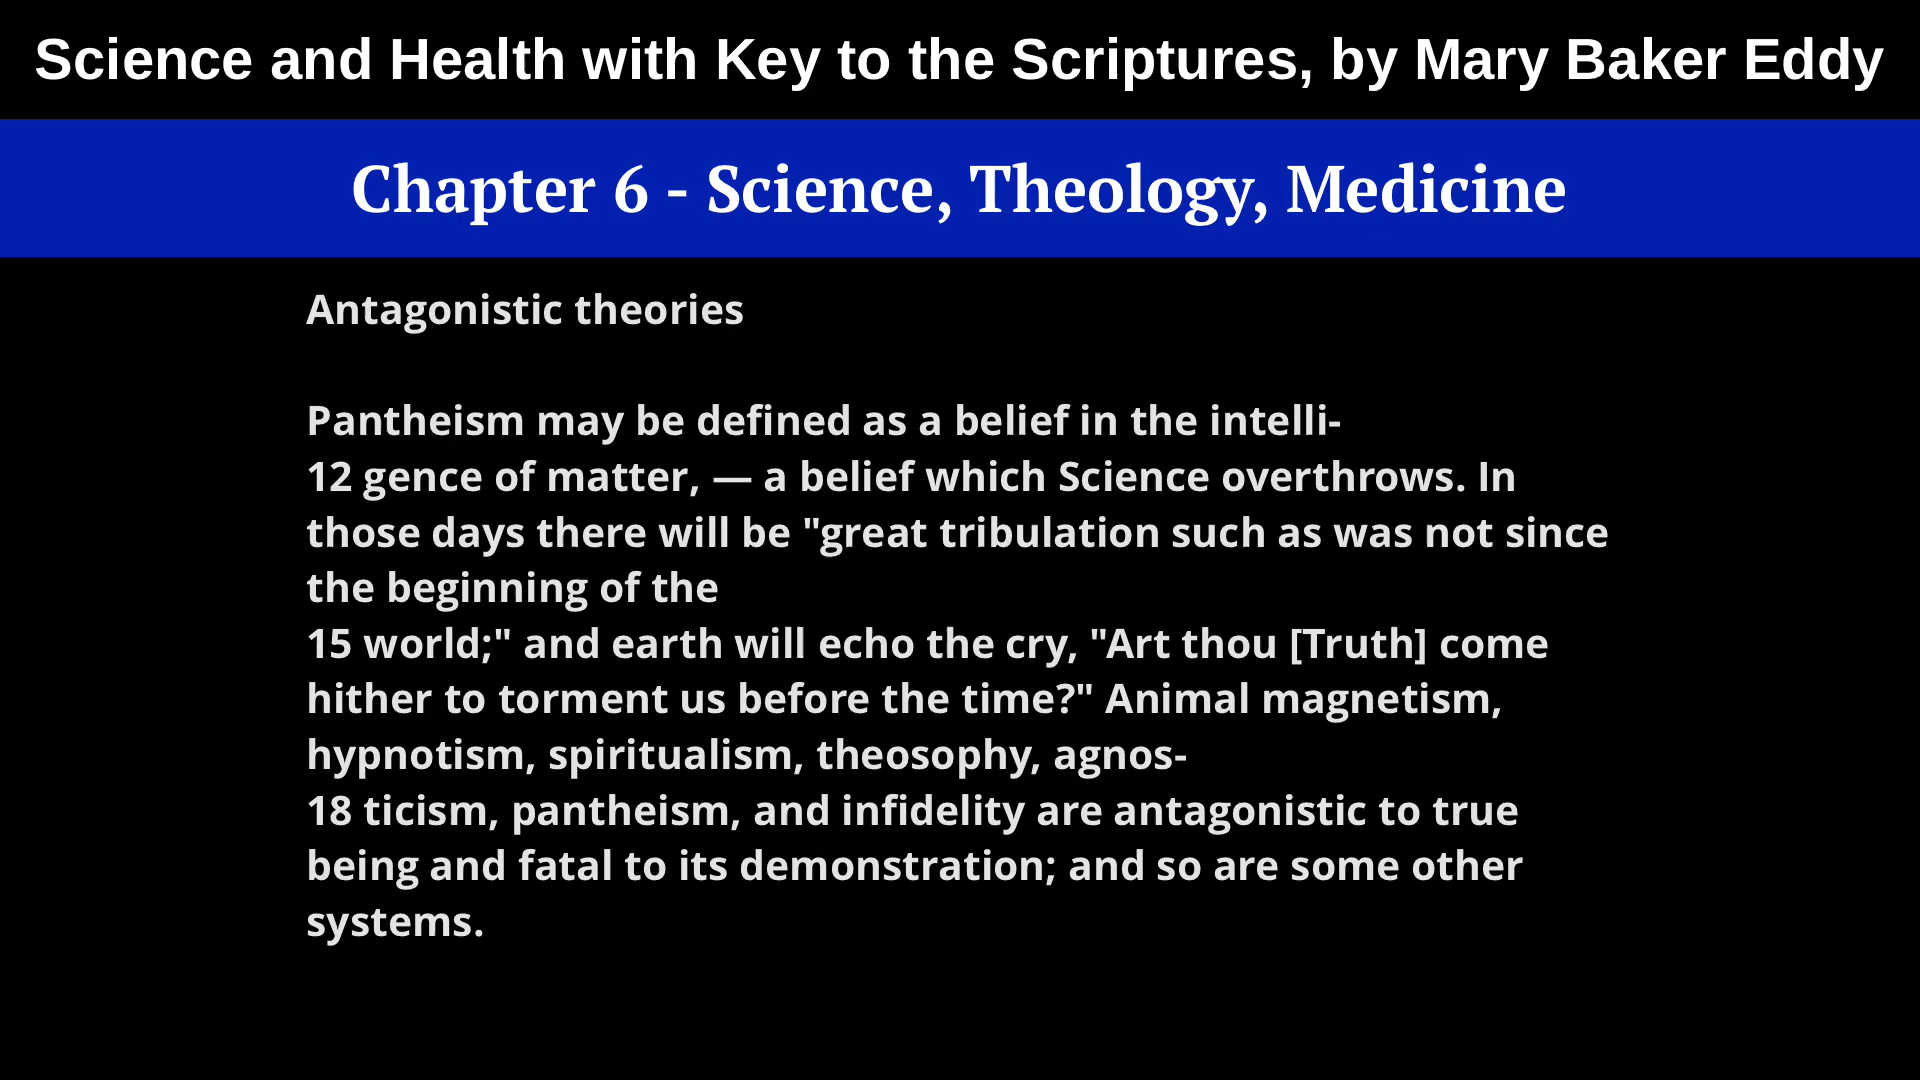 Science and Health with Key to the Scriptures, by Mary Baker Eddy
Chapter 6 - Science, Theology, Medicine
Antagonistic theories
Pantheism may be defined as a belief in the intelli-
12 gence of matter, — a belief which Science overthrows. In
those days there will be "great tribulation such as was not since
the beginning of the
15 world;" and earth will echo the cry, "Art thou [Truth] come
hither to torment us before the time?" Animal magnetism,
hypnotism, spiritualism, theosophy, agnos-
18 ticism, pantheism, and infidelity are antagonistic to true
being and fatal to its demonstration; and so are some other
systems.